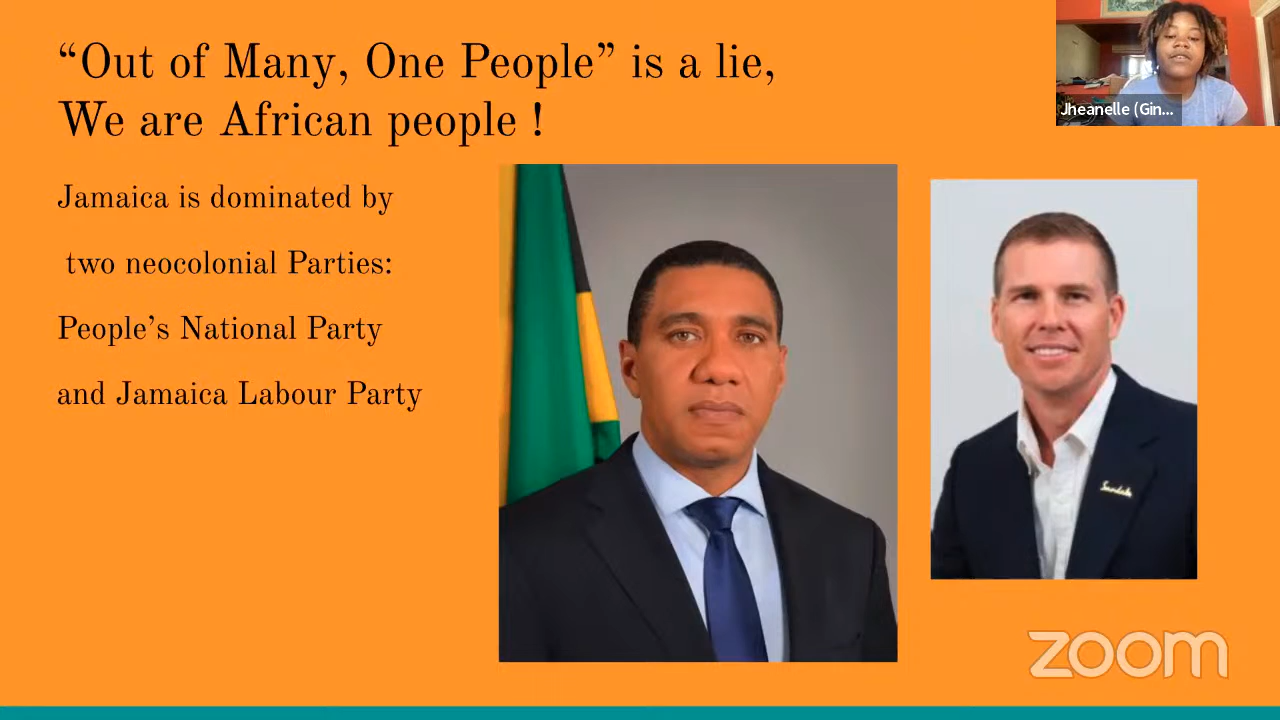 “Out of Many, One People” is a lie,
We are African people !
Jheanelle (Gin...
Jamaica is dominated by
two neocolonial Parties:
People’s National Party
and Jamaica Labour Party
Sandals
zoom